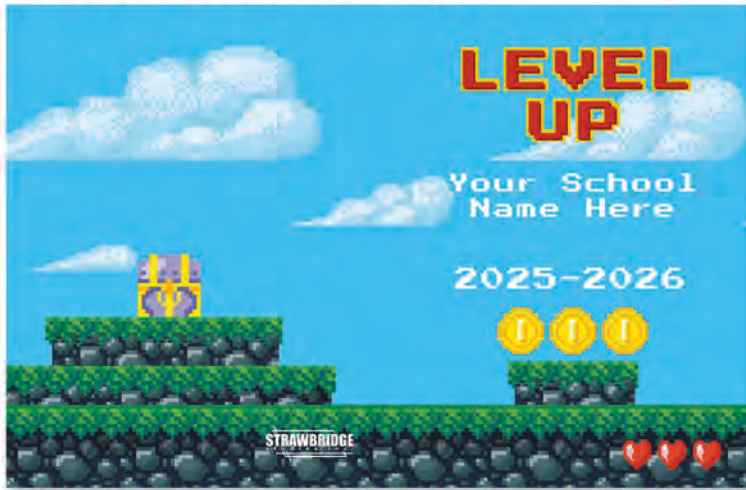 LEVEL
UP
Your School
Name Here
2025-2026
STRAWBRIDGE